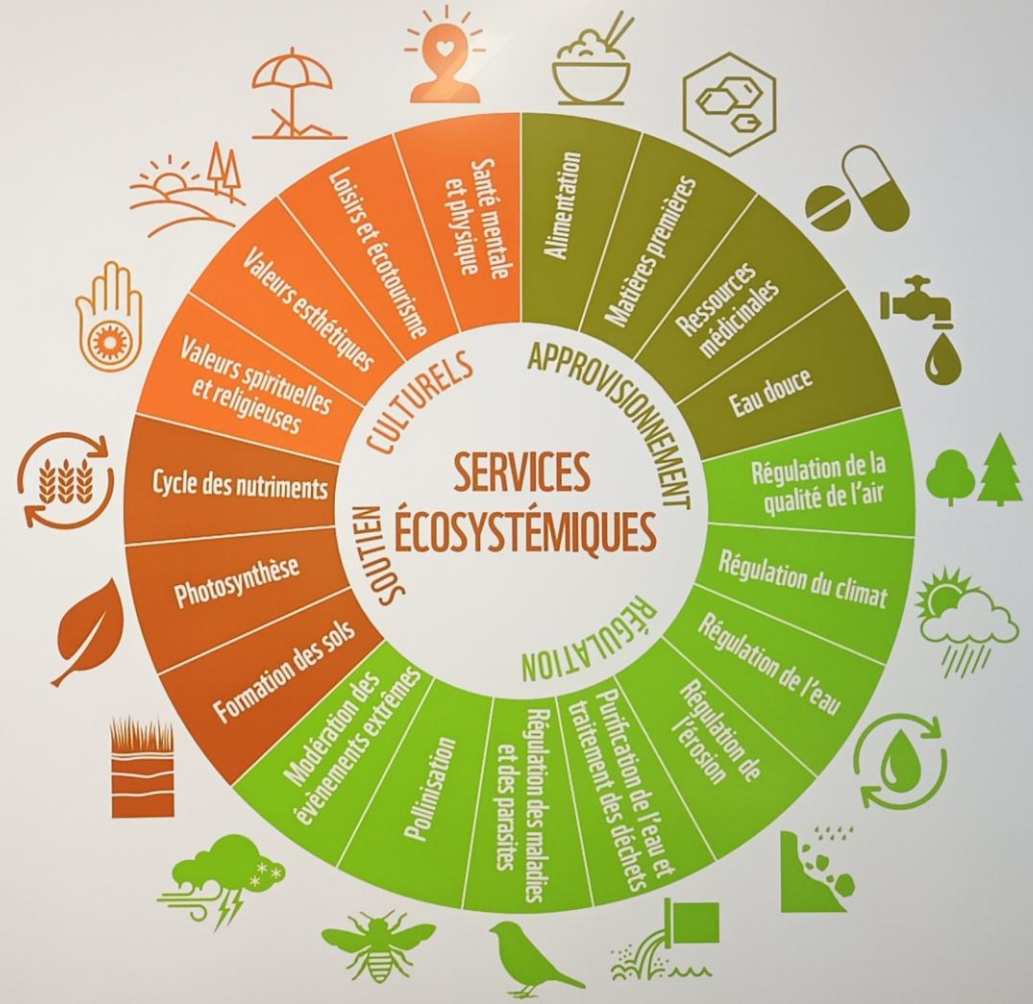 SERVICES
ÉCOSYSTÉMIQUES
APPROVISIONNEMENT
Alimentation
Matières premières
Ressources
médicinales
Eau douce
RÉGULATION
Régulation de la
qualité de l'air
Régulation du climat
Régulation de l'eau
Régulation de
l'érosion
Purification de l'eau et
traitement des déchets
Régulation des maladies
et des parasites
Pollinisation
Modération des
évènements extrêmes
SOUTIEN
Formation des sols
Photosynthèse
Cycle des nutriments
CULTURELS
Valeurs spirituelles
et religieuses
Valeurs esthétiques
Loisirs et écotourisme
Santé mentale
et physique